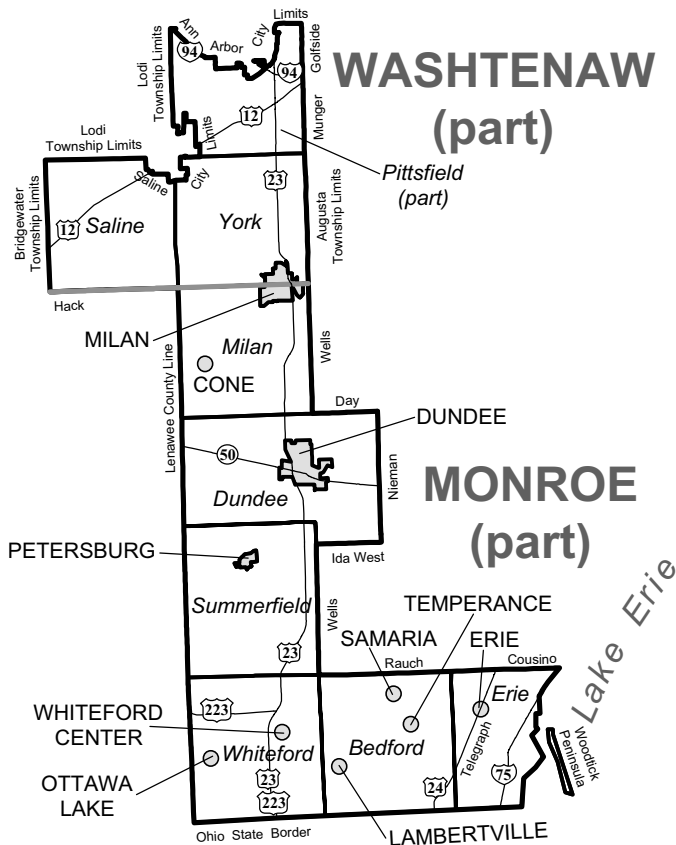 Ann
Arbor
City
Limits
94
94
Lodi
Township Limits
Golfside
WASHTENAW
(part)
12
Limits
Munger
Lodi
Township Limits
Pittsfield
(part)
23
Saline
City
Bridgewater
Township Limits
12
Saline
York
Augusta
Township Limits
Hack
MILAN
Milan
Wells
CONE
Lenawee County Line
Day
DUNDEE
50
Nieman
Dundee
MONROE
(part)
PETERSBURG
Ida West
Summerfield
Wells
TEMPERANCE
SAMARIA
ERIE
Lake Erie
23
Rauch
Cousino
223
Erie
WHITEFORD
CENTER
Whiteford
Bedford
Telegraph
Woodtick
Peninsula
OTTAWA
LAKE
23
24
75
223
Ohio State Border
LAMBERTVILLE